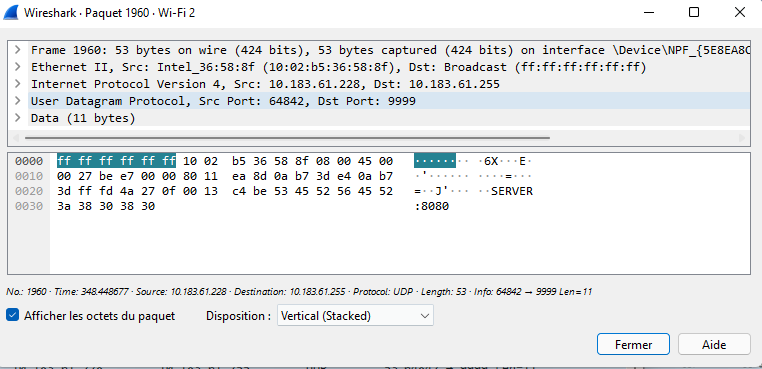 Wireshark · Paquet 1960 · Wi-Fi 2
Frame 1960: 53 bytes on wire (424 bits), 53 bytes captured (424 bits) on interface \Device\NPF_{5E8EA8C
Ethernet II, Src: Intel_36:58:8f (10:02:b5:36:58:8f), Dst: Broadcast (ff:ff:ff:ff:ff:ff)
Internet Protocol Version 4, Src: 10.183.61.228, Dst: 10.183.61.255
User Datagram Protocol, Src Port: 64842, Dst Port: 9999
Data (11 bytes)
0000 ff ff ff ff ff ff 10 02 b5 36 58 8f 08 00 45 00 ········ ·6X···E·
0010 00 27 be e7 00 00 80 11 ea 8d 0a b7 3d e4 0a b7 ·'······ ····=···
0020 3d ff fd 4a 27 0f 00 13 c4 be 53 45 52 56 45 52 =··J'··· ··SERVER
0030 3a 38 30 38 30 :8080
No.: 1960 · Time: 348.448677 · Source: 10.183.61.228 · Destination: 10.183.61.255 · Protocol: UDP · Length: 53 · Info: 64842 → 9999 Len=11
Afficher les octets du paquet Disposition : Vertical (Stacked)
Fermer Aide